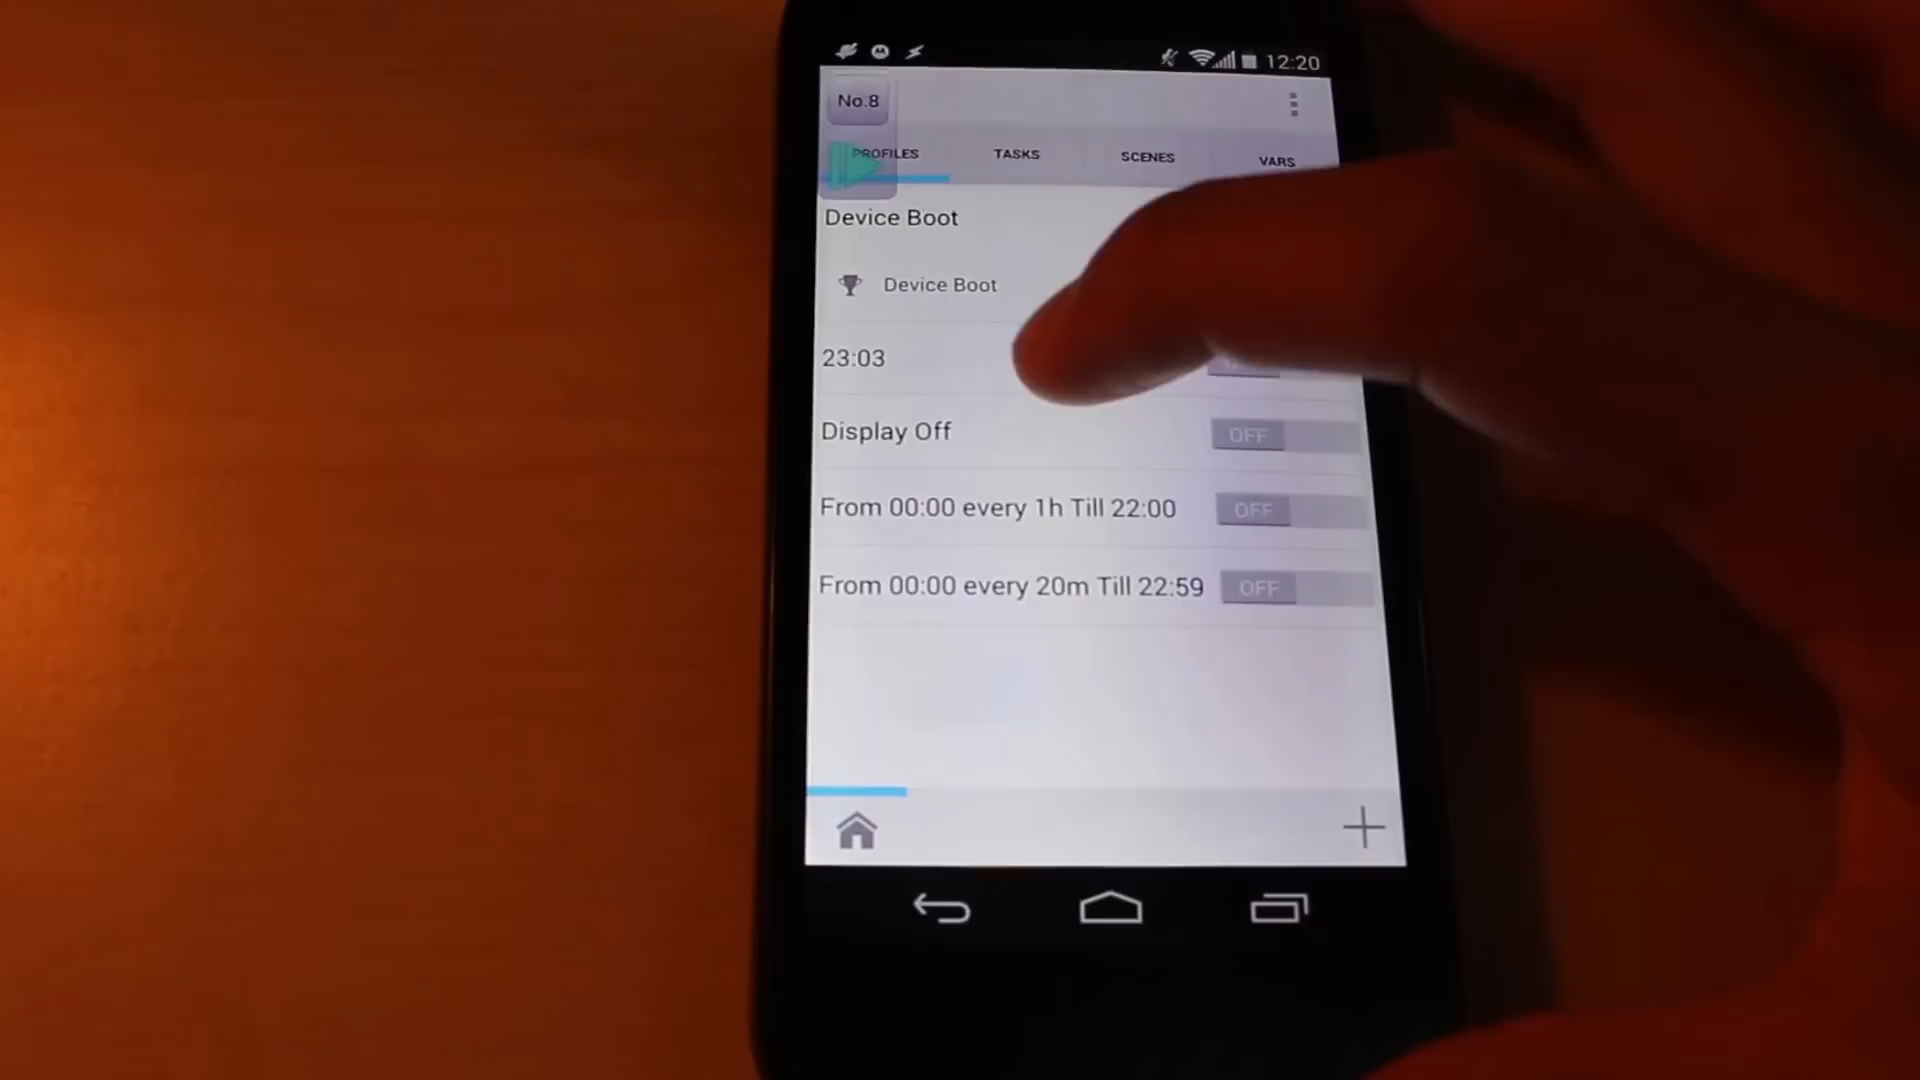 12:20
No.8
PROFILES TASKS SCENES VARS
Device Boot
Device Boot
23:03
Display Off OFF
From 00:00 every 1h Till 22:00 OFF
From 00:00 every 20m Till 22:59 OFF